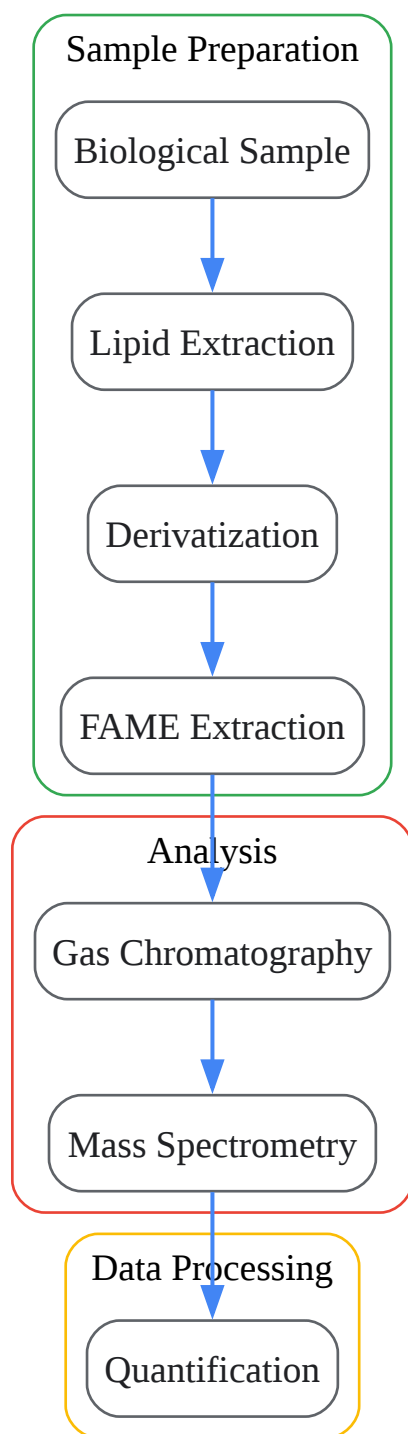 Sample Preparation
Biological Sample
Lipid Extraction
Derivatization
FAME Extraction
Analysis
Gas Chromatography
Mass Spectrometry
Data Processing
Quantification